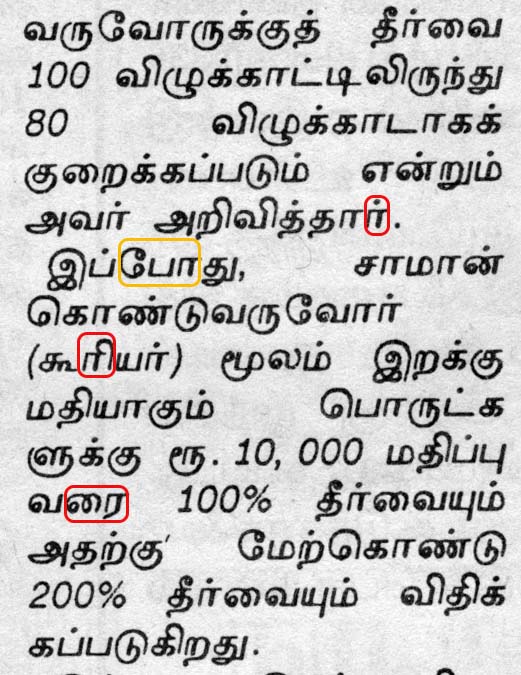 வருவோருக்குத் தீர்வை
100 விழுக்காட்டிலிருந்து
80 விழுக்காடாகக்
குறைக்கப்படும் என்றும்
அவர் அறிவித்தார்.
இப்போது, சாமான்
கொண்டுவருவோர்
(கூரியர்) மூலம் இறக்கு
மதியாகும் பொருட்க
ளுக்கு ரூ. 10,000 மதிப்பு
வரை 100% தீர்வையும்
அதற்கு மேற்கொண்டு
200% தீர்வையும் விதிக்
கப்படுகிறது.